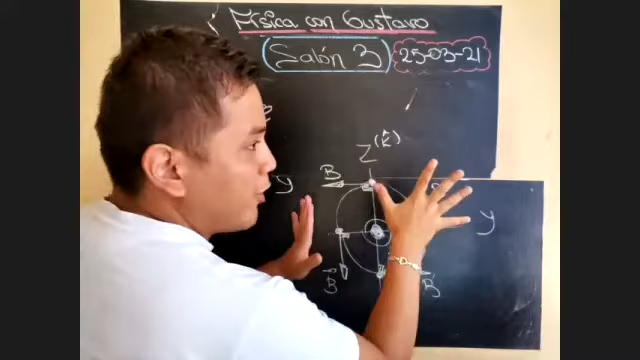 Física con Gustavo
(Salón 3) 25-03-21
Z (k̂)
y B
y
B B